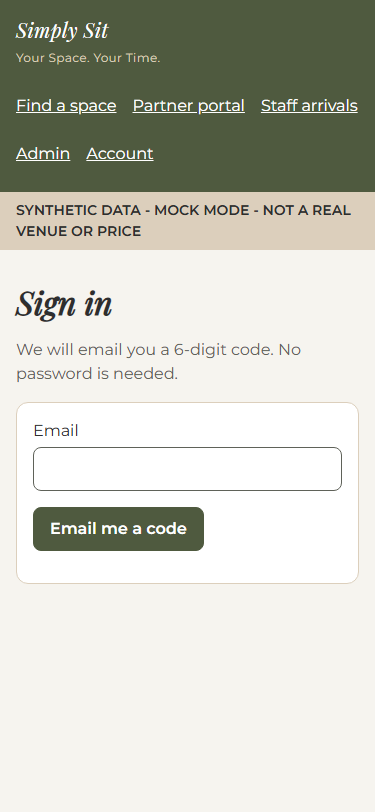 Simply Sit
Your Space. Your Time.
Find a space Partner portal Staff arrivals
Admin Account
SYNTHETIC DATA - MOCK MODE - NOT A REAL
VENUE OR PRICE
Sign in
We will email you a 6-digit code. No
password is needed.
Email
Email me a code